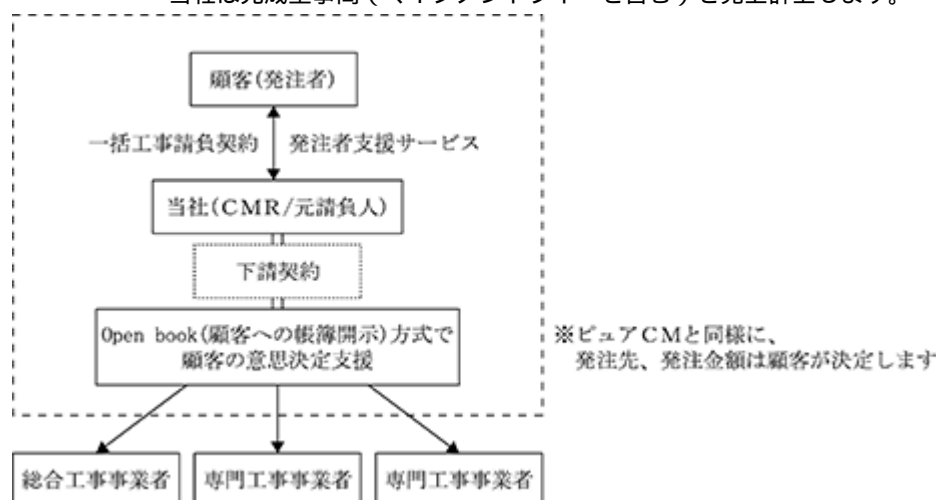 当社は完成工事高(マネジメントフィーを含む)を売上計上します。
顧客(発注者)
一括工事請負契約 発注者支援サービス
当社(CMR/元請負人)
下請契約
Open book(顧客への帳簿開示)方式で
顧客の意思決定支援
※ピュアCMと同様に、
発注先、発注金額は顧客が決定します
総合工事事業者 専門工事事業者 専門工事事業者